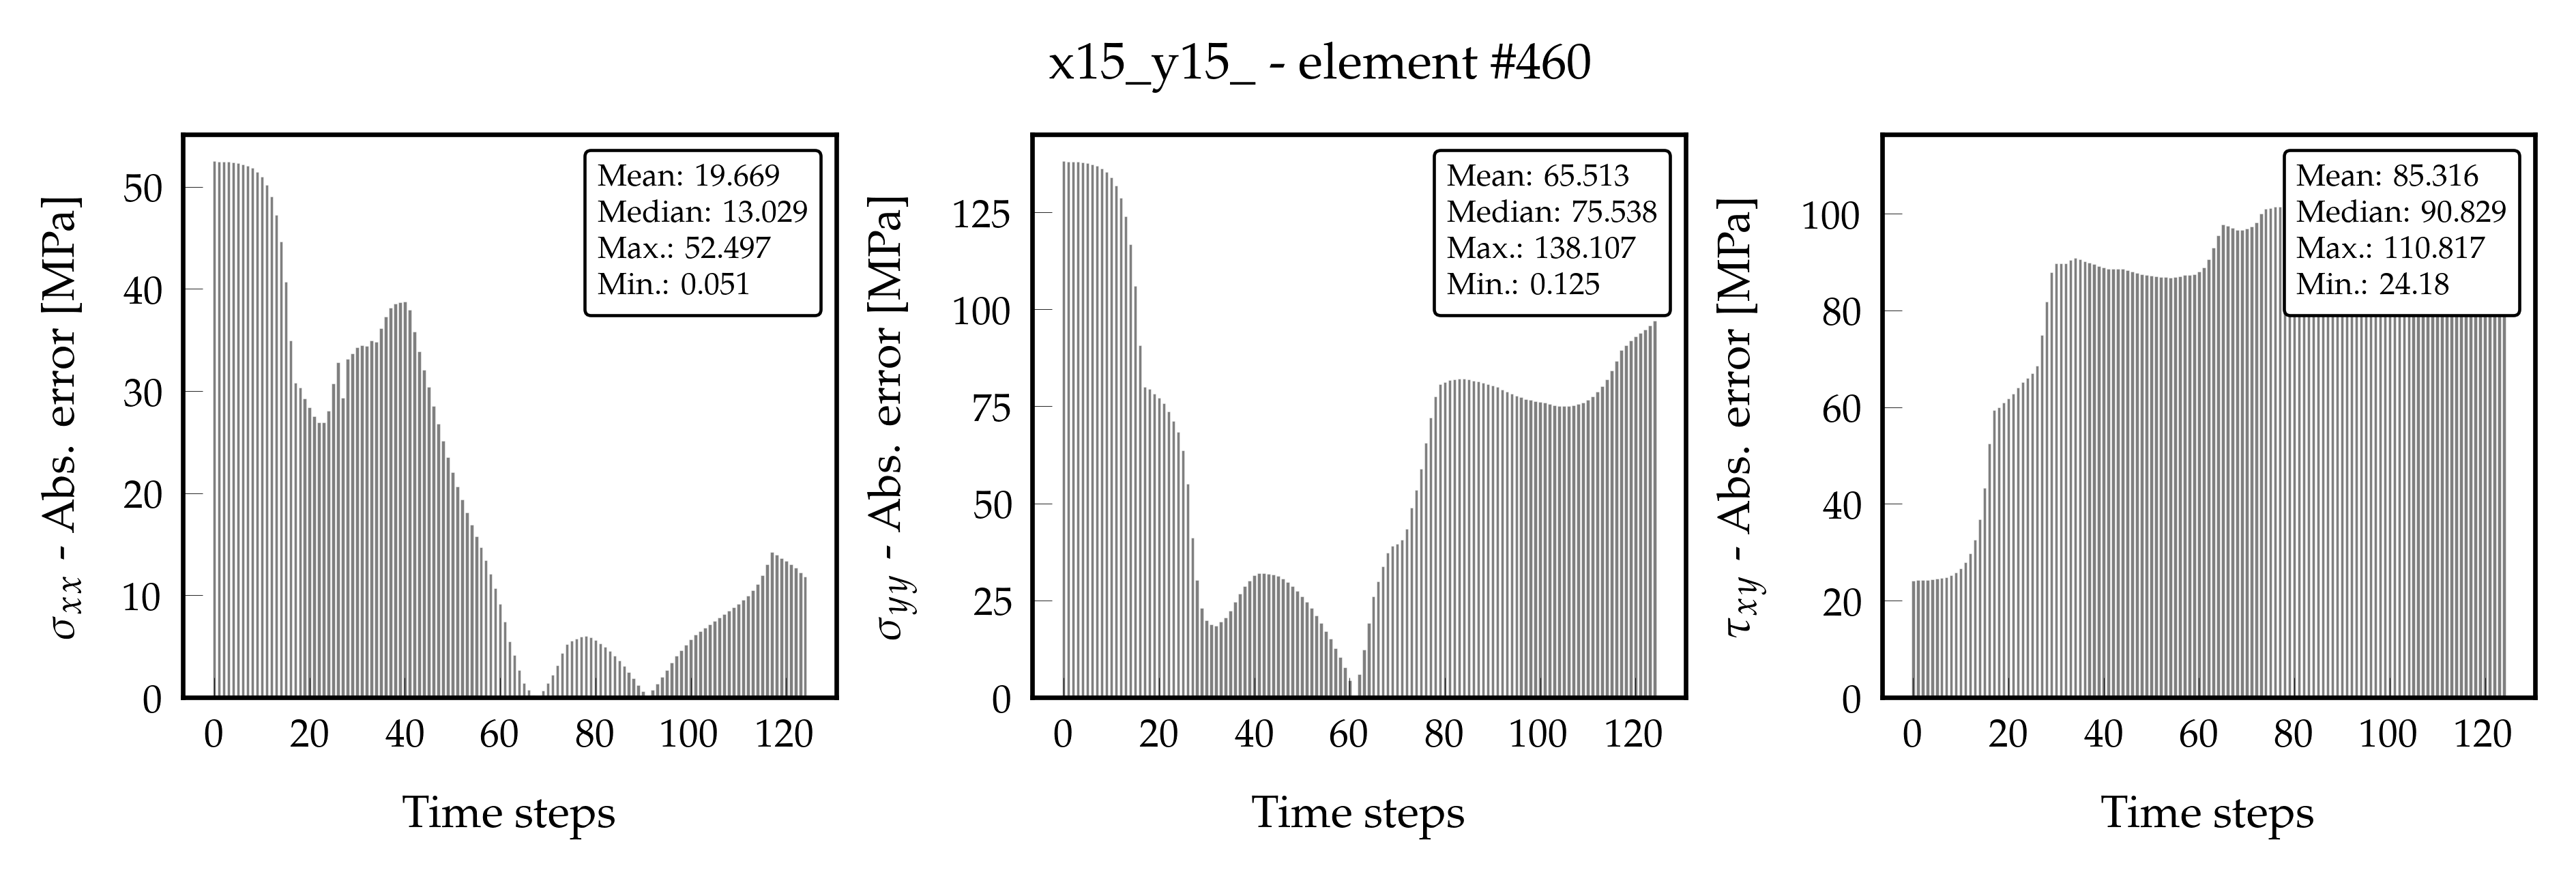 x15_y15_ - element #460
σxx - Abs. error [MPa]
50
40
30
20
10
0
Mean: 19.669
Median: 13.029
Max.: 52.497
Min.: 0.051
0 20 40 60 80 100 120
Time steps
σyy - Abs. error [MPa]
125
100
75
50
25
0
Mean: 65.513
Median: 75.538
Max.: 138.107
Min.: 0.125
0 20 40 60 80 100 120
Time steps
τxy - Abs. error [MPa]
100
80
60
40
20
0
Mean: 85.316
Median: 90.829
Max.: 110.817
Min.: 24.18
0 20 40 60 80 100 120
Time steps